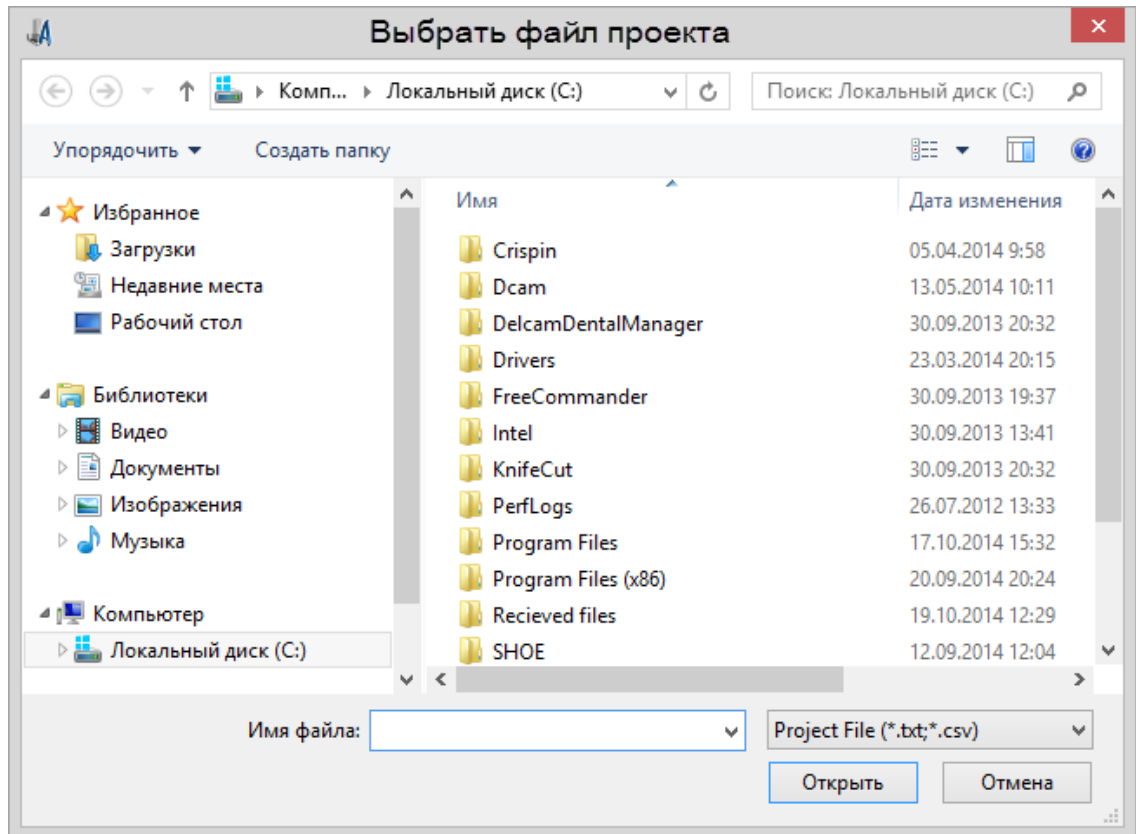 Выбрать файл проекта
Комп... Локальный диск (C:) Поиск: Локальный диск (C:)
Упорядочить Создать папку
Имя Дата изменения
Избранное
Загрузки
Недавние места
Рабочий стол
Библиотеки
Видео
Документы
Изображения
Музыка
Компьютер
Локальный диск (C:)
Crispin 05.04.2014 9:58
Dcam 13.05.2014 10:11
DelcamDentalManager 30.09.2013 20:32
Drivers 23.03.2014 20:15
FreeCommander 30.09.2013 19:37
Intel 30.09.2013 13:41
KnifeCut 30.09.2013 20:32
PerfLogs 26.07.2012 13:33
Program Files 17.10.2014 15:32
Program Files (x86) 20.09.2014 20:24
Recieved files 19.10.2014 12:29
SHOE 12.09.2014 12:04
Имя файла: Project File (*.txt;*.csv)
Открыть Отмена